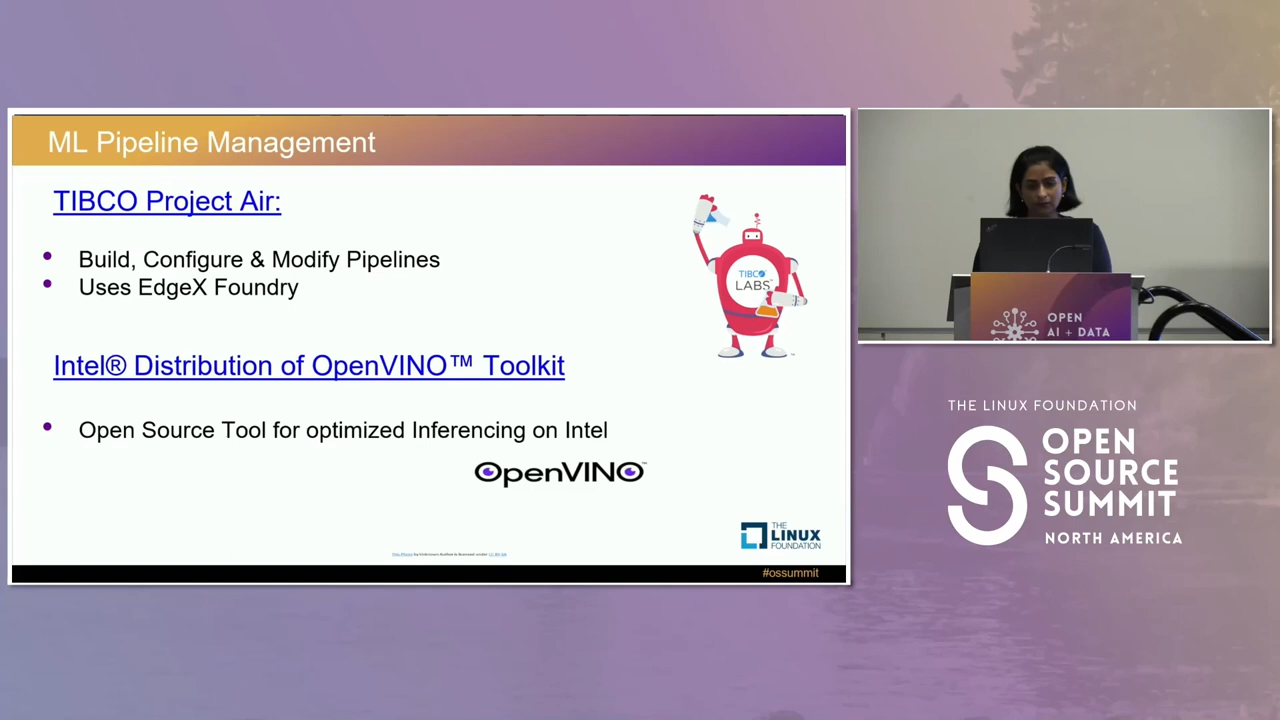 ML Pipeline Management
TIBCO Project Air:
• Build, Configure & Modify Pipelines
• Uses EdgeX Foundry
TIBCO
LABS™
Intel® Distribution of OpenVINO™ Toolkit
• Open Source Tool for optimized Inferencing on Intel
OpenVINO™
THE
LINUX
FOUNDATION
#ossummit
OPEN
AI + DATA
THE LINUX FOUNDATION
OPEN
SOURCE
SUMMIT
NORTH AMERICA